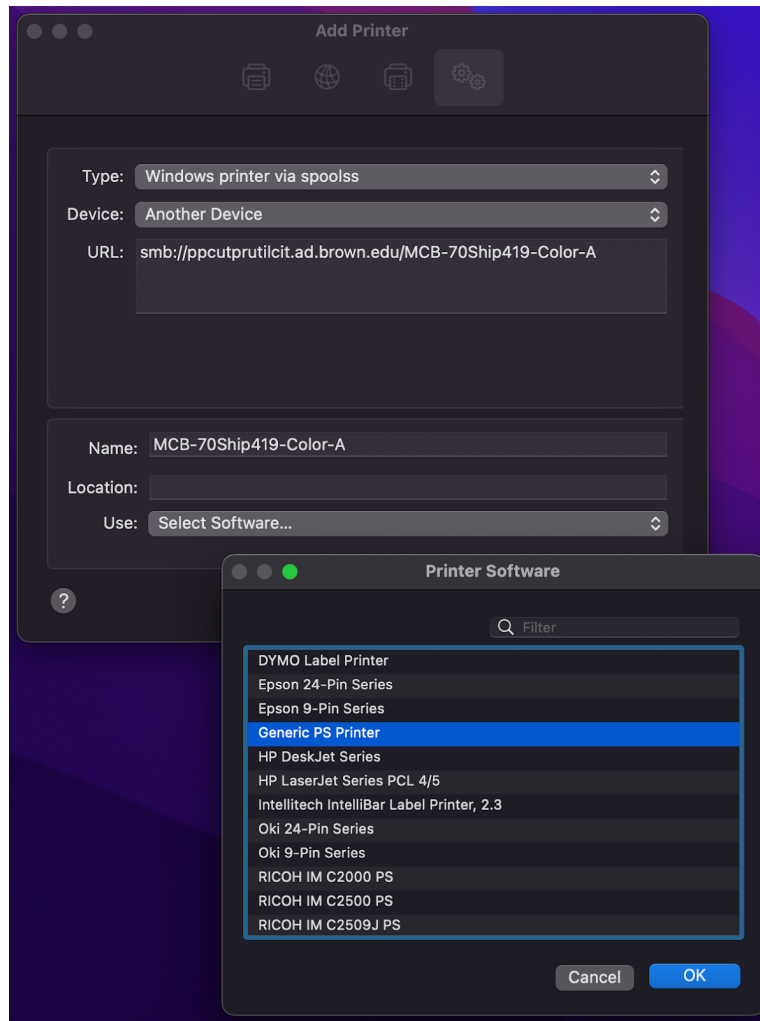 Add Printer
Type: Windows printer via spoolss
Device: Another Device
URL: smb://ppcutprutilcit.ad.brown.edu/MCB-70Ship419-Color-A
Name: MCB-70Ship419-Color-A
Location:
Use: Select Software...
?
Printer Software
Filter
DYMO Label Printer
Epson 24-Pin Series
Epson 9-Pin Series
Generic PS Printer
HP DeskJet Series
HP LaserJet Series PCL 4/5
Intellitech IntelliBar Label Printer, 2.3
Oki 24-Pin Series
Oki 9-Pin Series
RICOH IM C2000 PS
RICOH IM C2500 PS
RICOH IM C2509J PS
Cancel OK